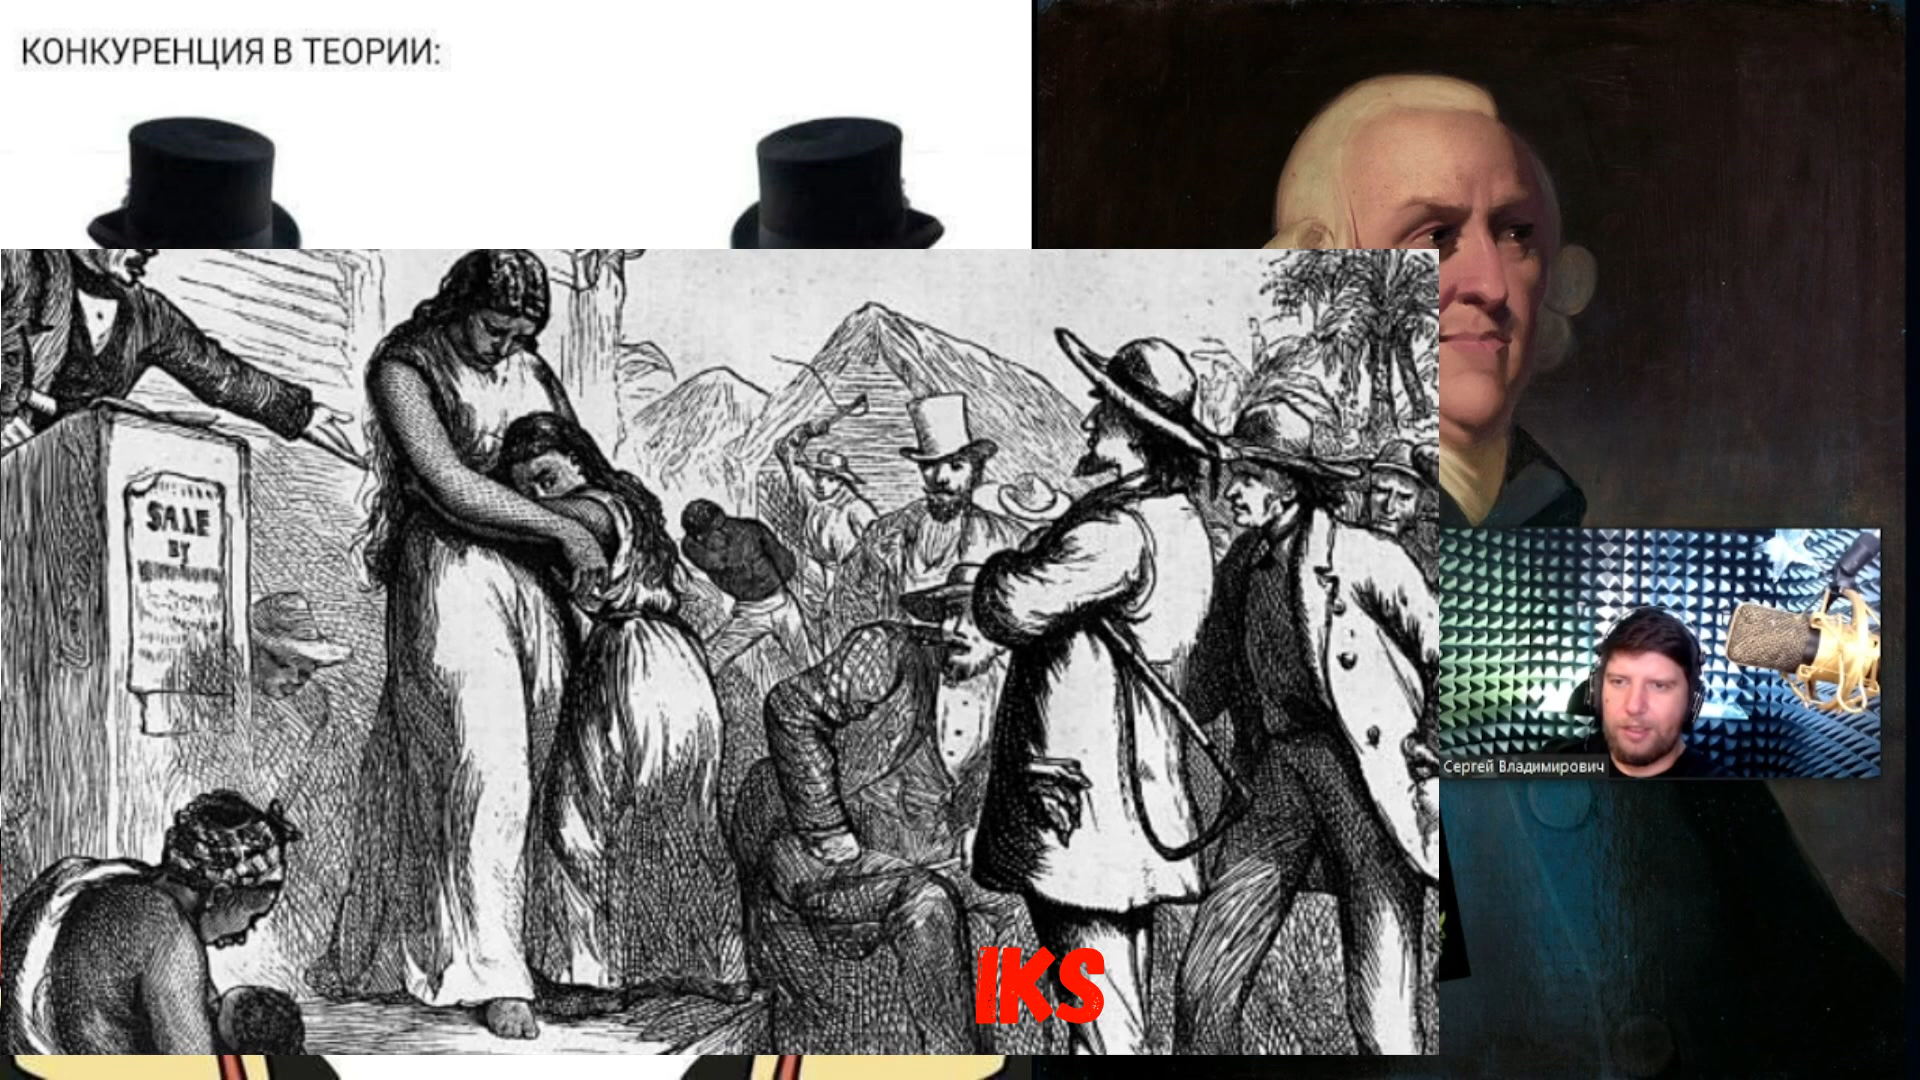 КОНКУРЕНЦИЯ В ТЕОРИИ:
SALE
BY
Сергей Владимирович
IKS